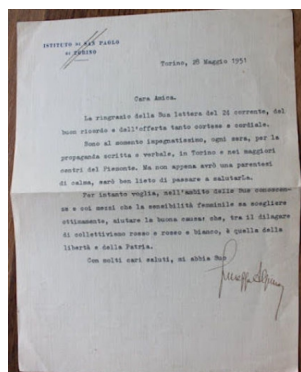 ISTITUTO DI SAN PAOLO
DI TORINO
Torino, 28 Maggio 1951
Cara Amica,
La ringrazio della Sua lettera del 21 corrente, del
buon ricordo e dell'offerta tanto cortese e cordiale.
Sono al momento impegnatissimo, ogni sera, per la
propaganda scritta e verbale, in Torino e nei maggiori
centri del Piemonte. Ma non appena avrò una parentesi
di calma, sarò ben lieto di passare a salutarla.
Per intanto voglia, nell'ambito delle Sue conoscen-
ze e coi mezzi che la sensibilità femminile sa scegliere
ottimamente, aiutare la buona causa: che, tra il dilagare
di collettivismo rosso e rosso e bianco, è quella della
libertà e della Patria.
Con molti cari saluti, mi abbia Suo
Giuseppe